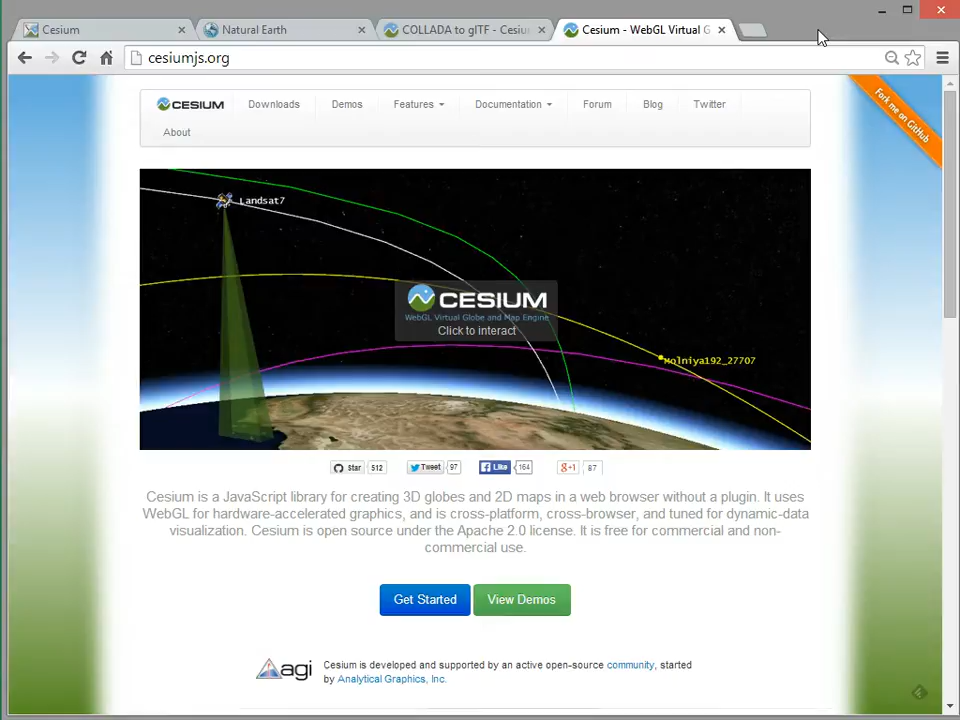 Cesium
Natural Earth
COLLADA to glTF - Cesiu
Cesium - WebGL Virtual G
cesiumjs.org
CESIUM
Downloads
Demos
Features
Documentation
Forum
Blog
Twitter
About
Fork me on GitHub
Landsat7
CESIUM
WebGL Virtual Globe and Map Engine
Click to interact
Molniya192_27707
Star 512
Tweet 97
Like 164
g+1 87
Cesium is a JavaScript library for creating 3D globes and 2D maps in a web browser without a plugin. It uses
WebGL for hardware-accelerated graphics, and is cross-platform, cross-browser, and tuned for dynamic-data
visualization. Cesium is open source under the Apache 2.0 license. It is free for commercial and non-
commercial use.
Get Started
View Demos
agi
Cesium is developed and supported by an active open-source community, started
by Analytical Graphics, Inc.